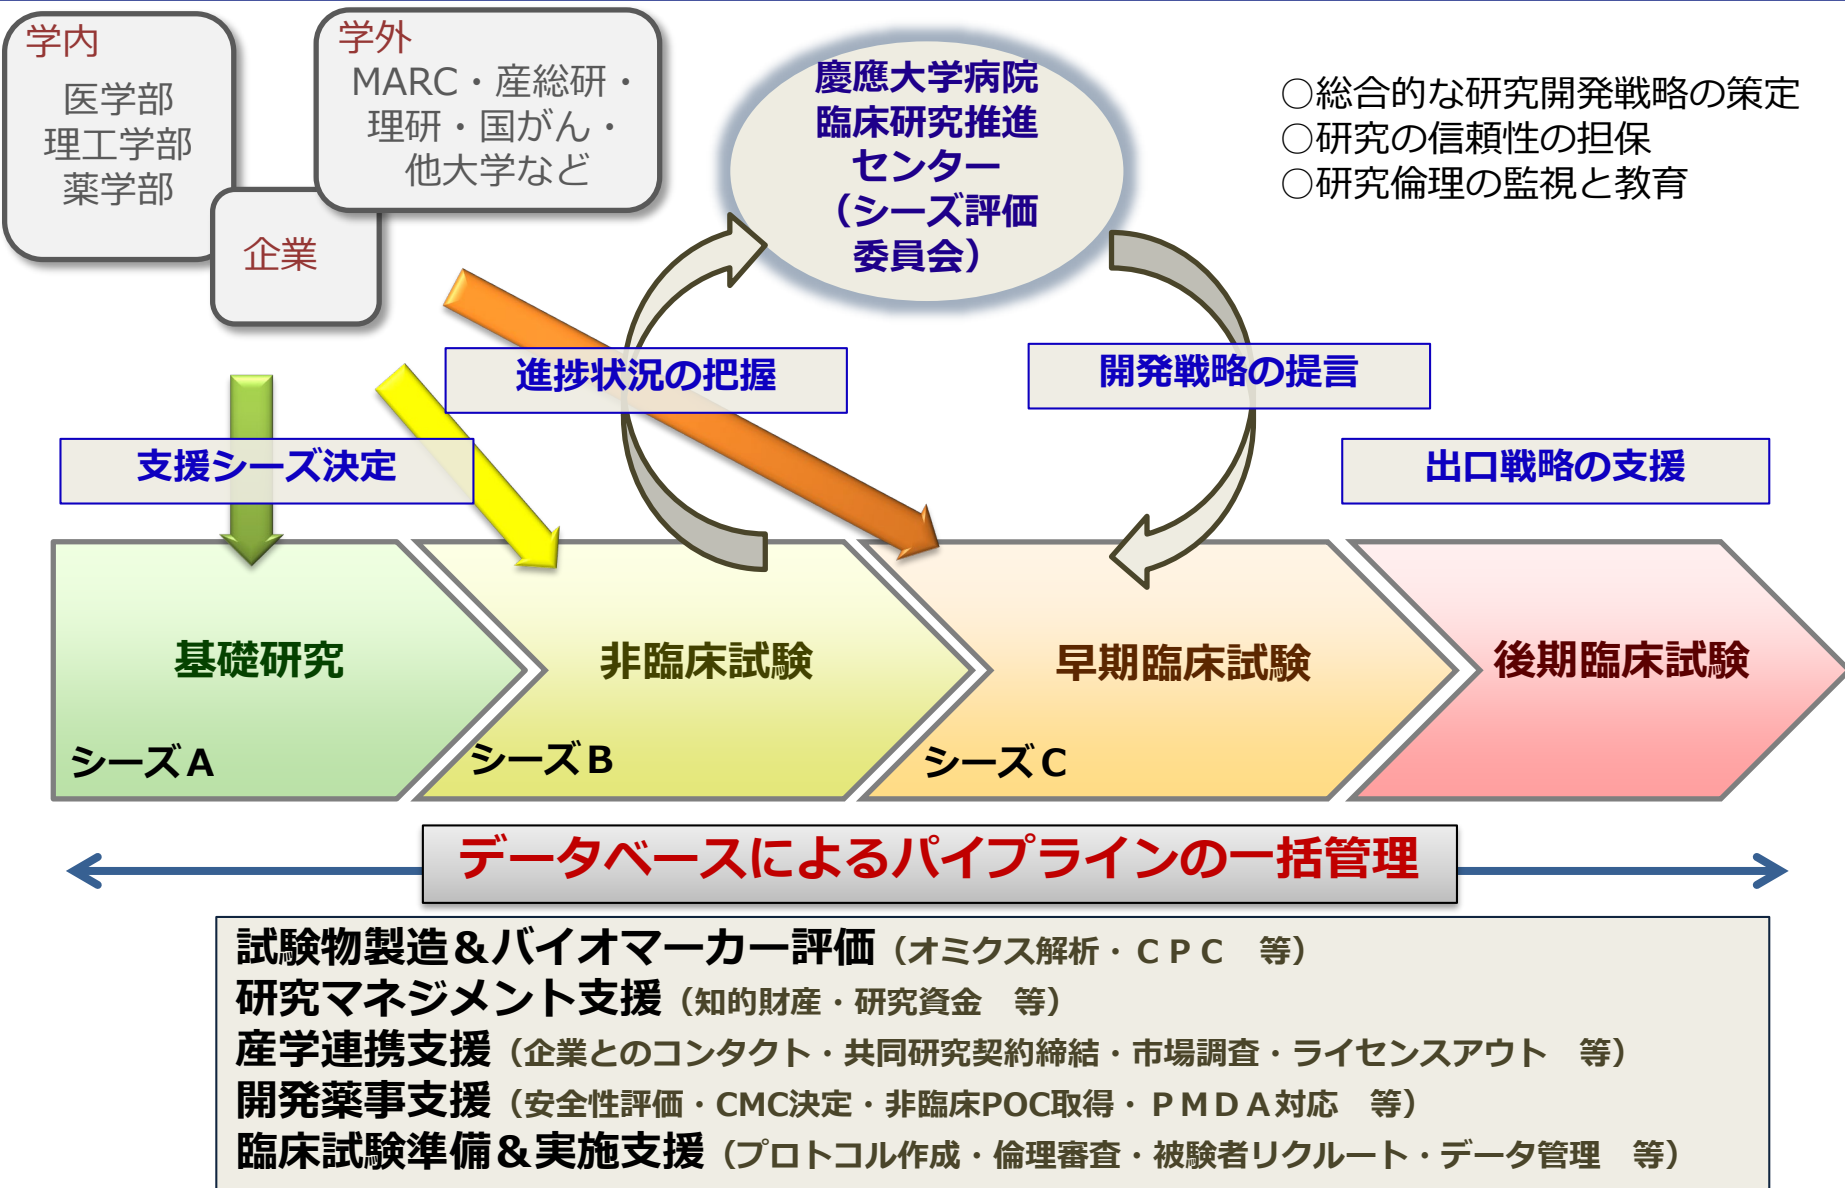 学内
医学部
理工学部
薬学部
企業
学外
MARC・産総研・
理研・国がん・
他大学など
慶應大学病院
臨床研究推進
センター
（シーズ評価
委員会）
○総合的な研究開発戦略の策定
○研究の信頼性の担保
○研究倫理の監視と教育
進捗状況の把握
開発戦略の提言
支援シーズ決定
出口戦略の支援
基礎研究
シーズA
非臨床試験
シーズB
早期臨床試験
シーズC
後期臨床試験
データベースによるパイプラインの一括管理
試験物製造＆バイオマーカー評価（オミクス解析・ＣＰＣ　等）
研究マネジメント支援（知的財産・研究資金　等）
産学連携支援（企業とのコンタクト・共同研究契約締結・市場調査・ライセンスアウト　等）
開発薬事支援（安全性評価・CMC決定・非臨床POC取得・ＰＭＤＡ対応　等）
臨床試験準備＆実施支援（プロトコル作成・倫理審査・被験者リクルート・データ管理　等）